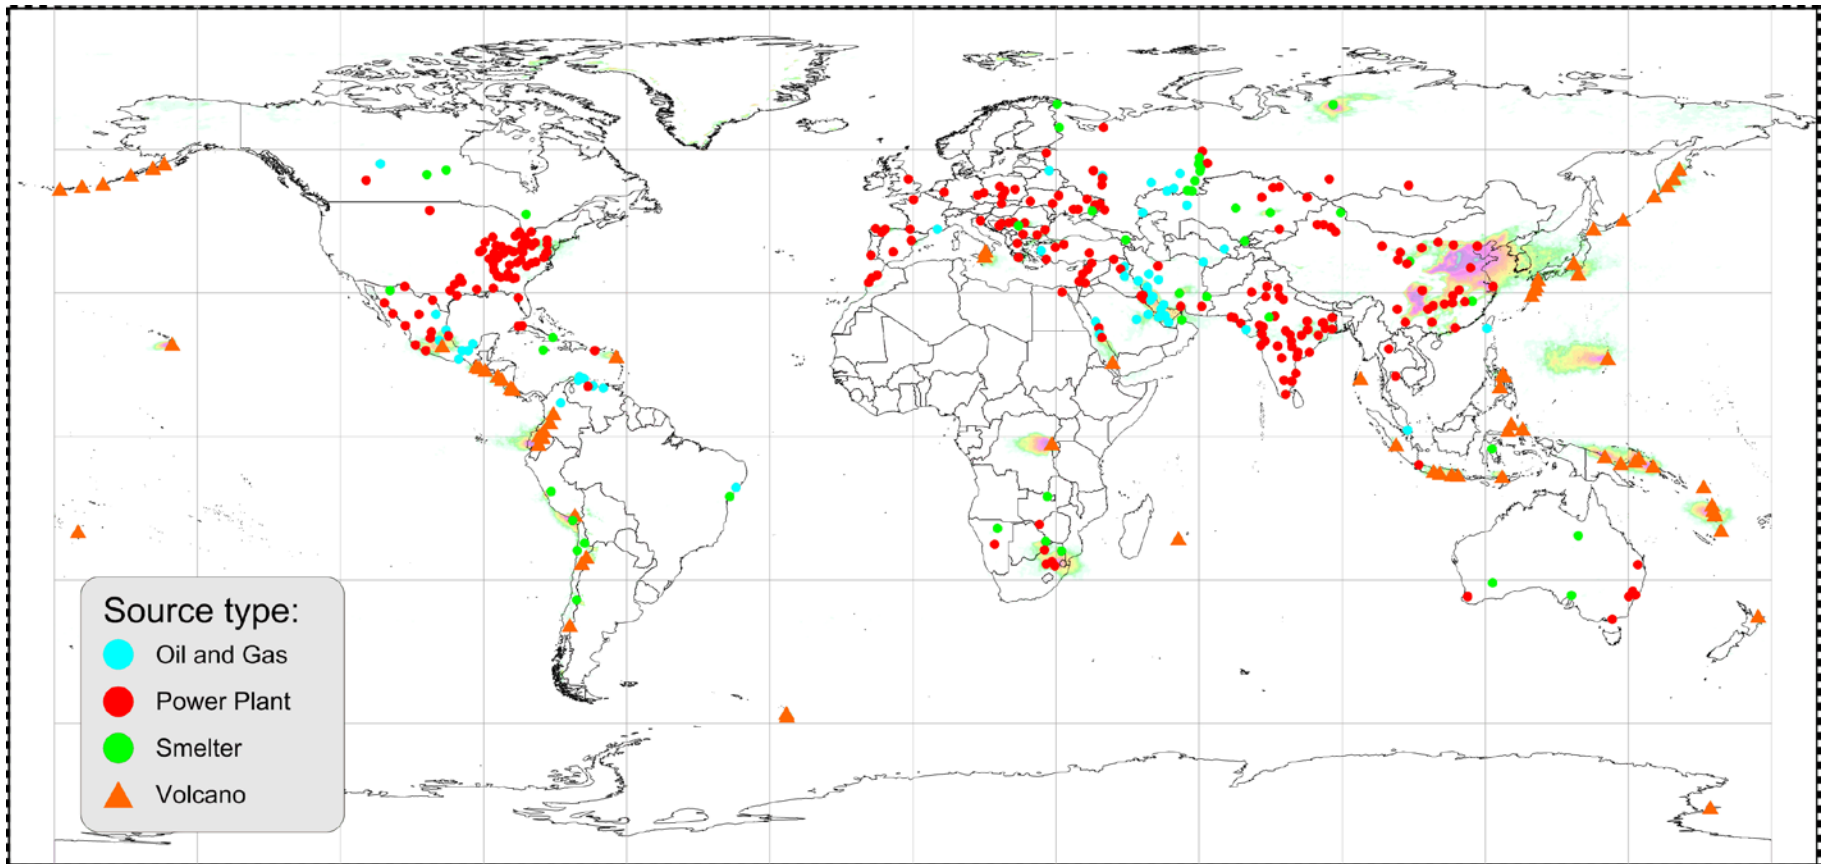 Source type:
Oil and Gas
Power Plant
Smelter
Volcano